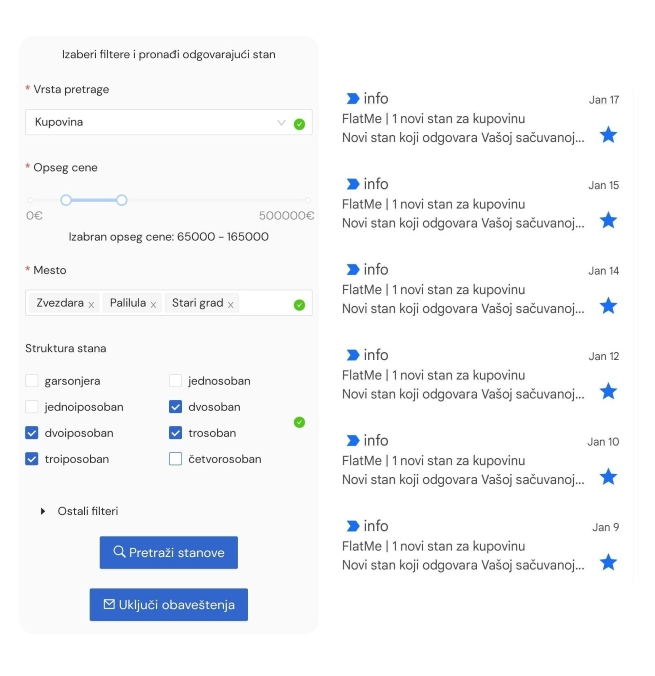 Izaberi filtere i pronađi odgovarajući stan
* Vrsta pretrage
Kupovina
* Opseg cene
0€ 500000€
Izabran opseg cene: 65000 - 165000
* Mesto
Zvezdara x Palilula x Stari grad x
Struktura stana
garsonjera jednosoban
jednoiposoban dvosoban
dvoiposoban trosoban
troiposoban četvorosoban
Ostali filteri
Pretraži stanove
Uključi obaveštenja
info Jan 17
FlatMe | 1 novi stan za kupovinu
Novi stan koji odgovara Vašoj sačuvanoj...
info Jan 15
FlatMe | 1 novi stan za kupovinu
Novi stan koji odgovara Vašoj sačuvanoj...
info Jan 14
FlatMe | 1 novi stan za kupovinu
Novi stan koji odgovara Vašoj sačuvanoj...
info Jan 12
FlatMe | 1 novi stan za kupovinu
Novi stan koji odgovara Vašoj sačuvanoj...
info Jan 10
FlatMe | 1 novi stan za kupovinu
Novi stan koji odgovara Vašoj sačuvanoj...
info Jan 9
FlatMe | 1 novi stan za kupovinu
Novi stan koji odgovara Vašoj sačuvanoj...